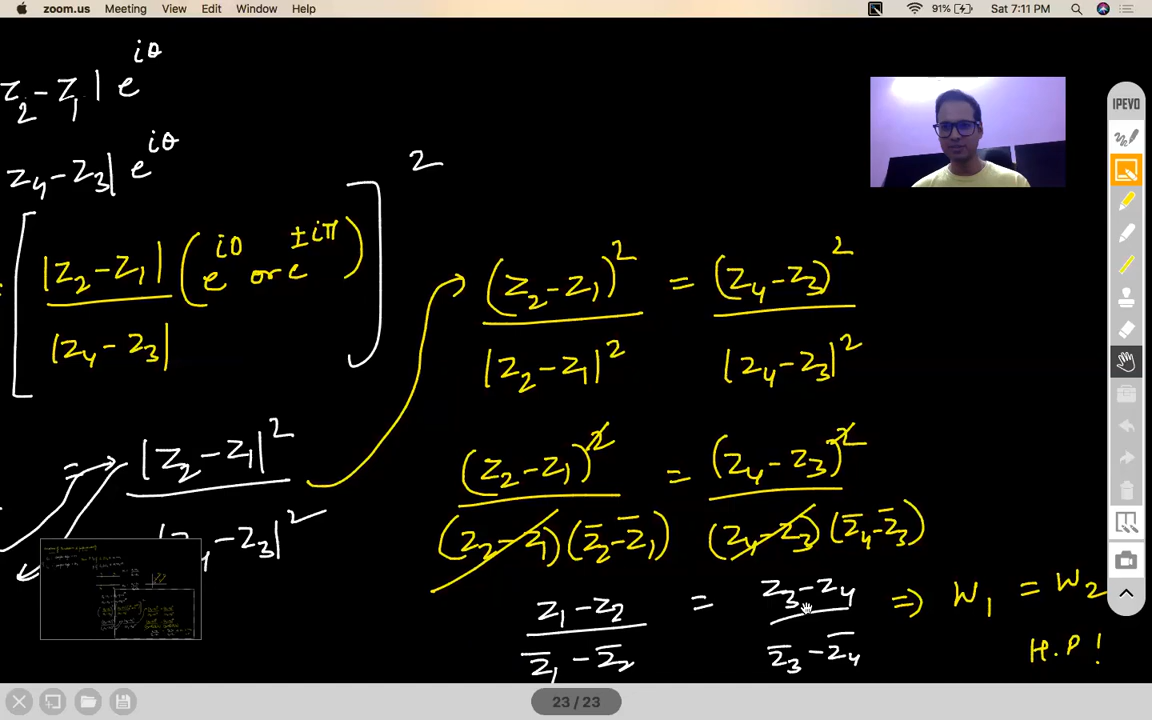 zoom.us Meeting View Edit Window Help 91% Sat 7:11 PM
IPEVO
z₂ - z₁| e^{iθ}
z₄ - z₃| e^{iθ}
[ |z₂ - z₁| / |z₄ - z₃| (e^{i0} or e^{±iπ}) ]²
= |z₂ - z₁|² / |z₄ - z₃|²
(z₂ - z₁)² / |z₂ - z₁|² = (z₄ - z₃)² / |z₄ - z₃|²
(z₂ - z₁)² / (z₂ - z₁)(z̄₂ - z̄₁) = (z₄ - z₃)² / (z₄ - z₃)(z̄₄ - z̄₃)
z₁ - z₂ / z̄₁ - z̄₂ = z₃ - z₄ / z̄₃ - z̄₄ ⇒ W₁ = W₂
H.P!
23 / 23